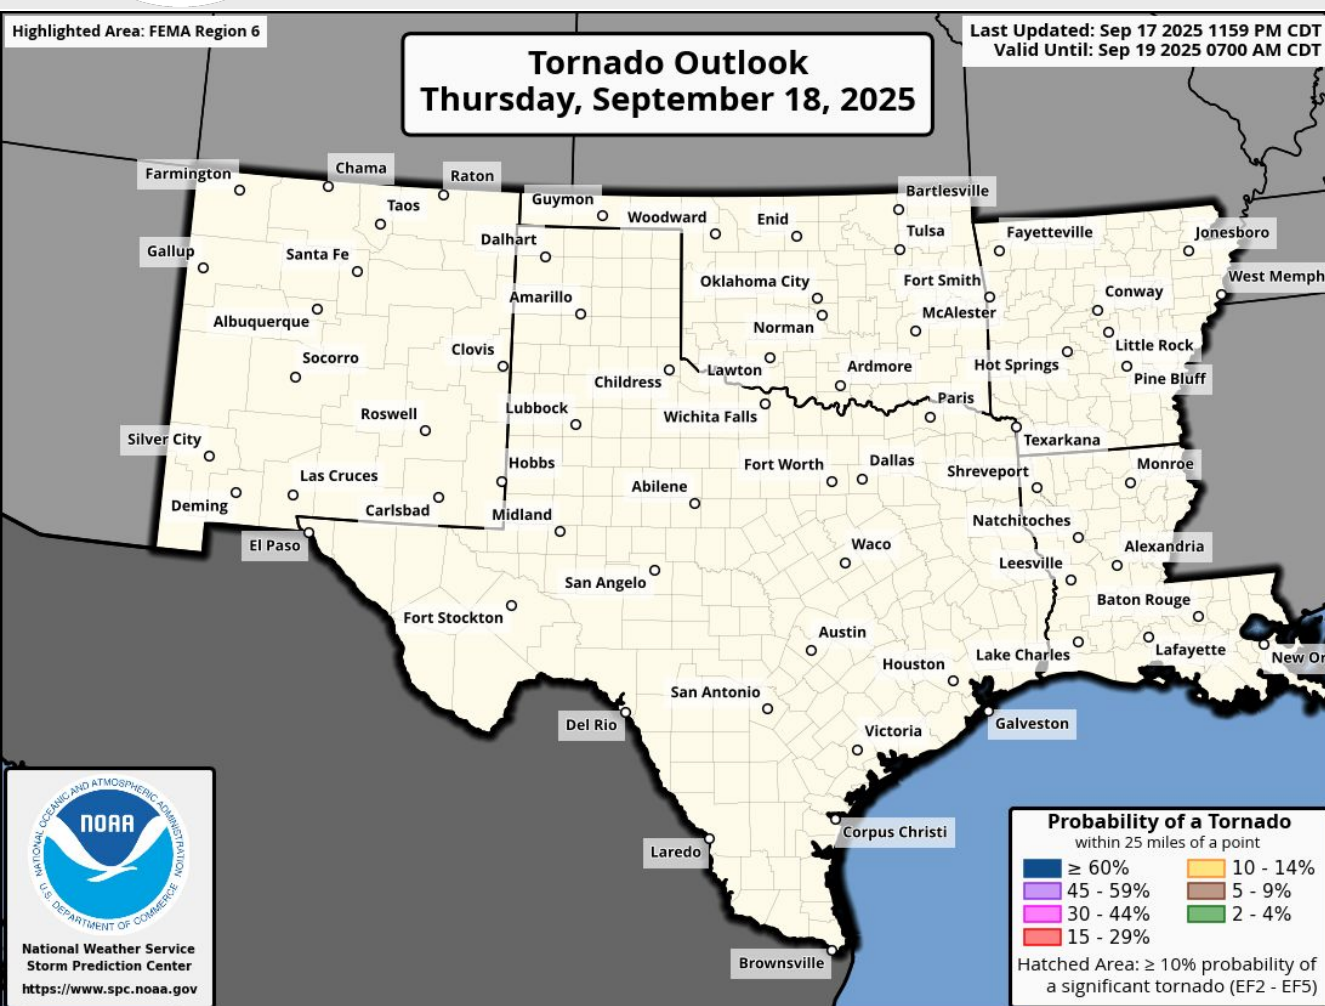 Highlighted Area: FEMA Region 6
Last Updated: Sep 17 2025 1159 PM CDT
Valid Until: Sep 19 2025 0700 AM CDT
Tornado Outlook
Thursday, September 18, 2025
Farmington
Chama
Raton
Taos
Guymon
Woodward
Enid
Bartlesville
Tulsa
Fayetteville
Jonesboro
Gallup
Santa Fe
Dalhart
Oklahoma City
Fort Smith
Conway
West Memph
Albuquerque
Amarillo
Norman
McAlester
Little Rock
Socorro
Clovis
Childress
Lawton
Ardmore
Hot Springs
Pine Bluff
Roswell
Lubbock
Wichita Falls
Paris
Texarkana
Silver City
Las Cruces
Hobbs
Abilene
Fort Worth
Dallas
Shreveport
Monroe
Deming
Carlsbad
Midland
Natchitoches
El Paso
San Angelo
Waco
Leesville
Alexandria
Fort Stockton
Austin
Baton Rouge
Houston
Lake Charles
Lafayette
New Or
San Antonio
Del Rio
Victoria
Galveston
Corpus Christi
Laredo
Brownsville
NATIONAL OCEANIC AND ATMOSPHERIC ADMINISTRATION
NOAA
U.S. DEPARTMENT OF COMMERCE
National Weather Service
Storm Prediction Center
https://www.spc.noaa.gov
Probability of a Tornado
within 25 miles of a point
≥ 60%
45 - 59%
30 - 44%
15 - 29%
10 - 14%
5 - 9%
2 - 4%
Hatched Area: ≥ 10% probability of
a significant tornado (EF2 - EF5)